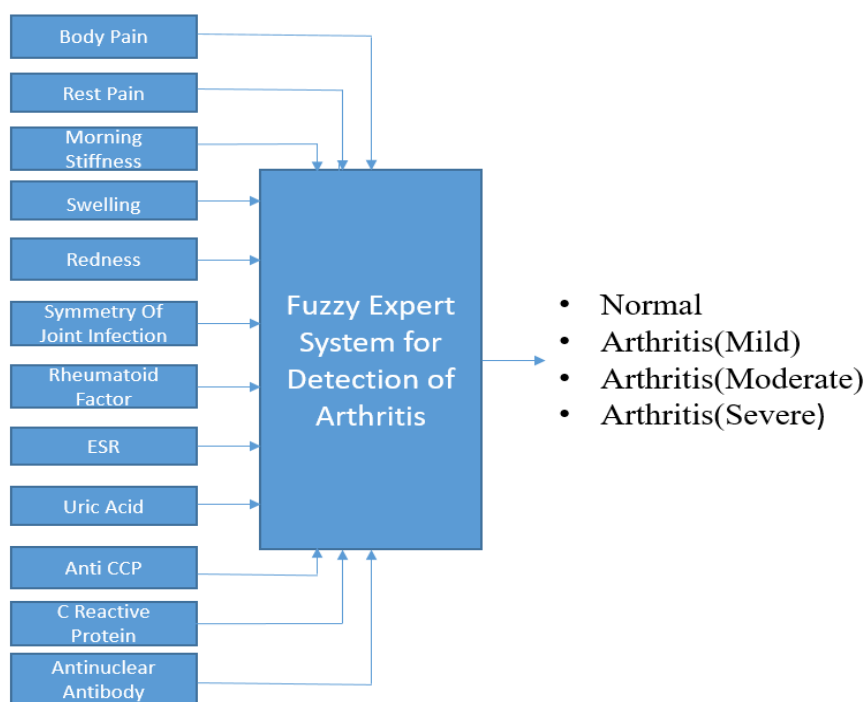 Body Pain
Rest Pain
Morning
Stiffness
Swelling
Redness
Symmetry Of
Joint Infection
Rheumatoid
Factor
ESR
Uric Acid
Anti CCP
C Reactive
Protein
Antinuclear
Antibody
Fuzzy Expert
System for
Detection of
Arthritis
• Normal
• Arthritis(Mild)
• Arthritis(Moderate)
• Arthritis(Severe)